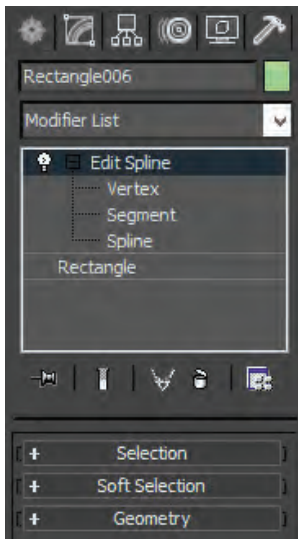 Rectangle006
Modifier List
Edit Spline
Vertex
Segment
Spline
Rectangle
+ Selection
+ Soft Selection
+ Geometry